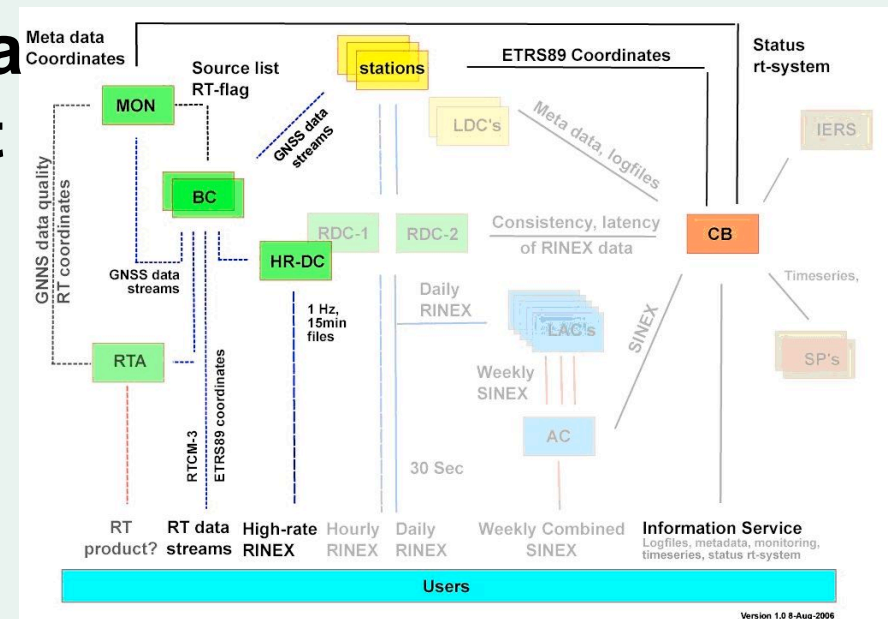 a
t
Meta data
Coordinates
Source list
RT-flag
stations
ETRS89 Coordinates
Status
rt-system
MON
GNSS data
streams
LDC's
Meta data, logfiles
IERS
GNNS data quality
RT coordinates
BC
RDC-1
RDC-2
Consistency, latency
of RINEX data
CB
HR-DC
GNSS data
streams
Timeseries,
1 Hz,
15min
files
Daily
RINEX
LAC's
SINEX
SP's
RTA
Weekly
SINEX
AC
RTCM-3
ETRS89 coordinates
30 Sec
RT
product?
RT data
streams
High-rate
RINEX
Hourly
RINEX
Daily
RINEX
Weekly Combined
SINEX
Information Service
Logfiles, metadata, monitoring,
timeseries, status rt-system
Users
Version 1.0 8-Aug-2006